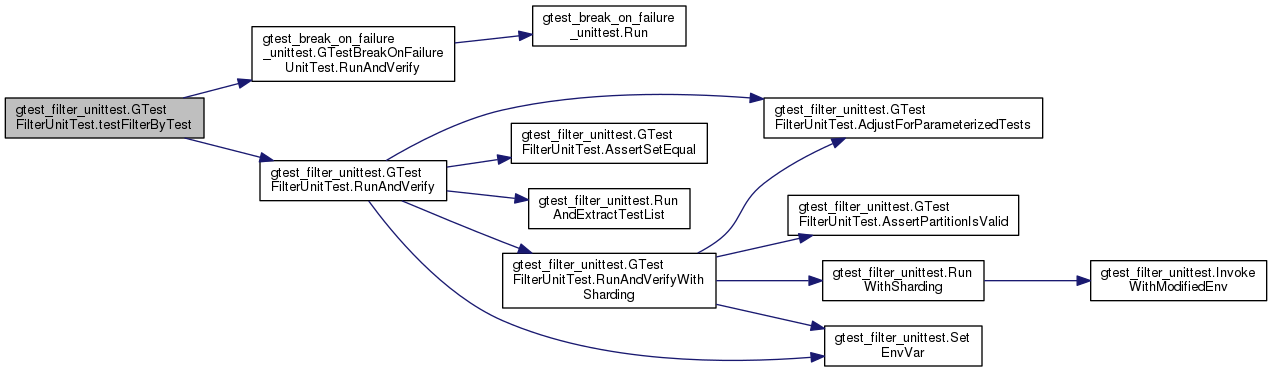 gtest_filter_unittest.GTest
FilterUnitTest.testFilterByTest
gtest_break_on_failure
_unittest.GTestBreakOnFailure
UnitTest.RunAndVerify
gtest_break_on_failure
_unittest.Run
gtest_filter_unittest.GTest
FilterUnitTest.RunAndVerify
gtest_filter_unittest.GTest
FilterUnitTest.AdjustForParameterizedTests
gtest_filter_unittest.GTest
FilterUnitTest.AssertSetEqual
gtest_filter_unittest.Run
AndExtractTestList
gtest_filter_unittest.GTest
FilterUnitTest.RunAndVerifyWith
Sharding
gtest_filter_unittest.GTest
FilterUnitTest.AssertPartitionIsValid
gtest_filter_unittest.Run
WithSharding
gtest_filter_unittest.Invoke
WithModifiedEnv
gtest_filter_unittest.Set
EnvVar